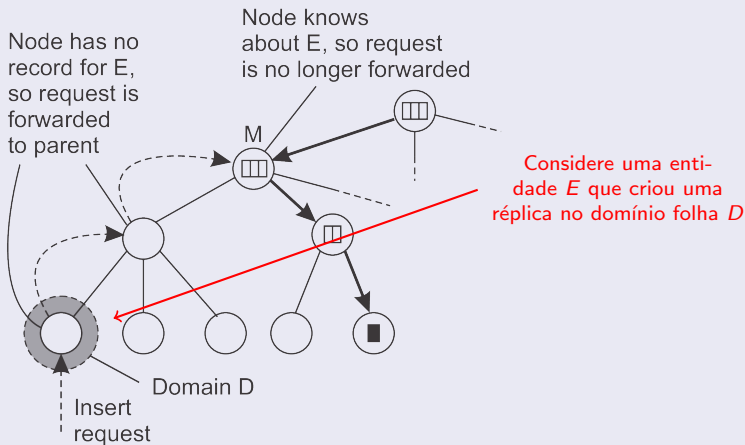 Node knows
about E, so request
is no longer forwarded
Node has no
record for E,
so request is
forwarded
to parent
M
Considere uma enti-
dade E que criou uma
réplica no domínio folha D
Domain D
Insert
request